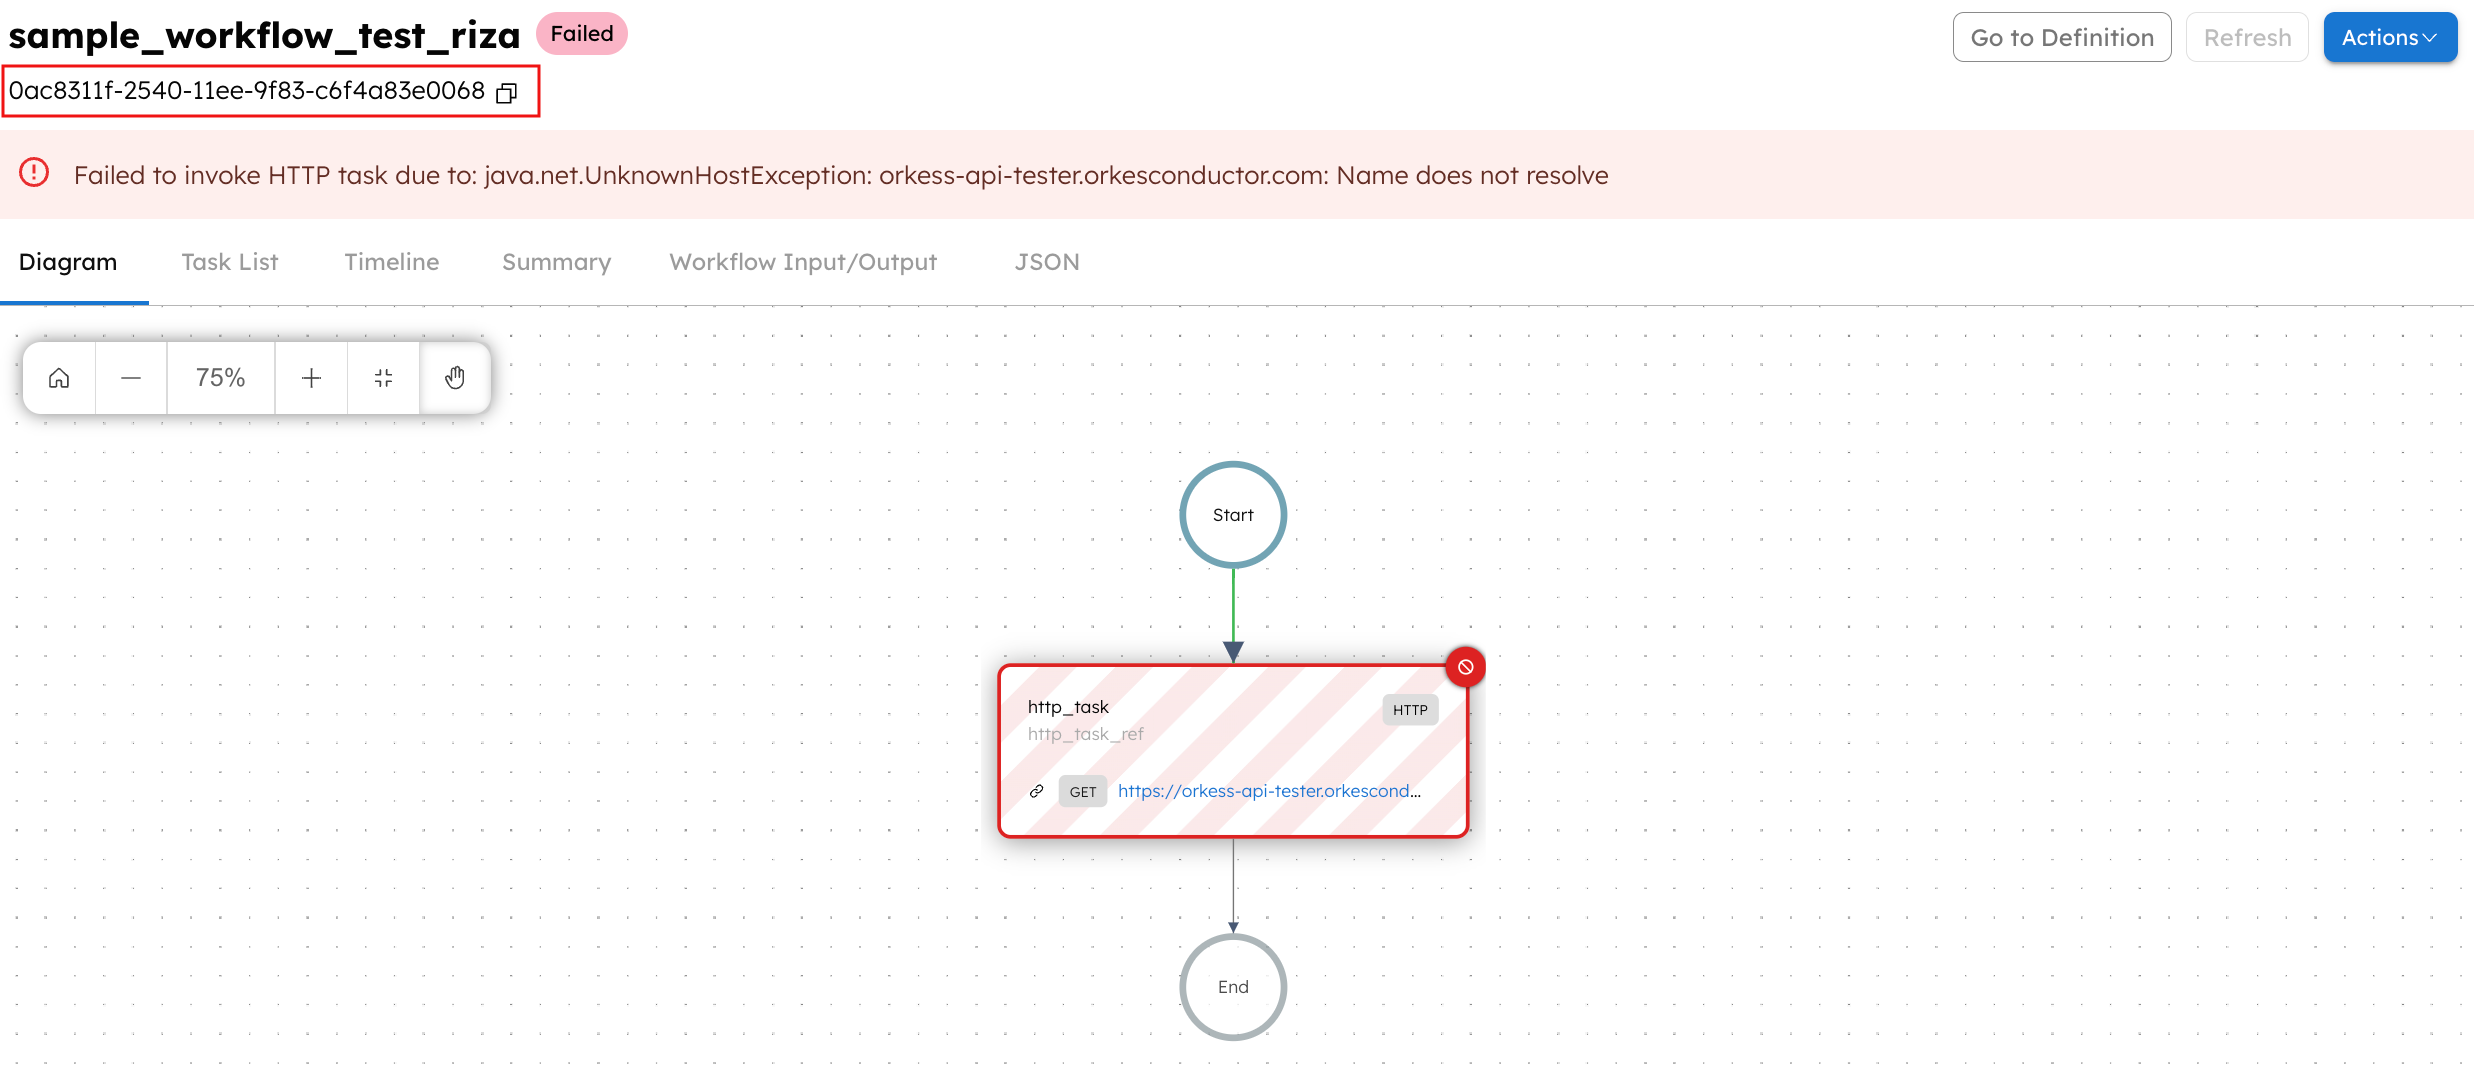 sample_workflow_test_riza Failed
Go to Definition Refresh Actions
0ac8311f-2540-11ee-9f83-c6f4a83e0068
Failed to invoke HTTP task due to: java.net.UnknownHostException: orkess-api-tester.orkesconductor.com: Name does not resolve
Diagram Task List Timeline Summary Workflow Input/Output JSON
75%
Start
http_task HTTP
http_task_ref
GET https://orkess-api-tester.orkescond...
End